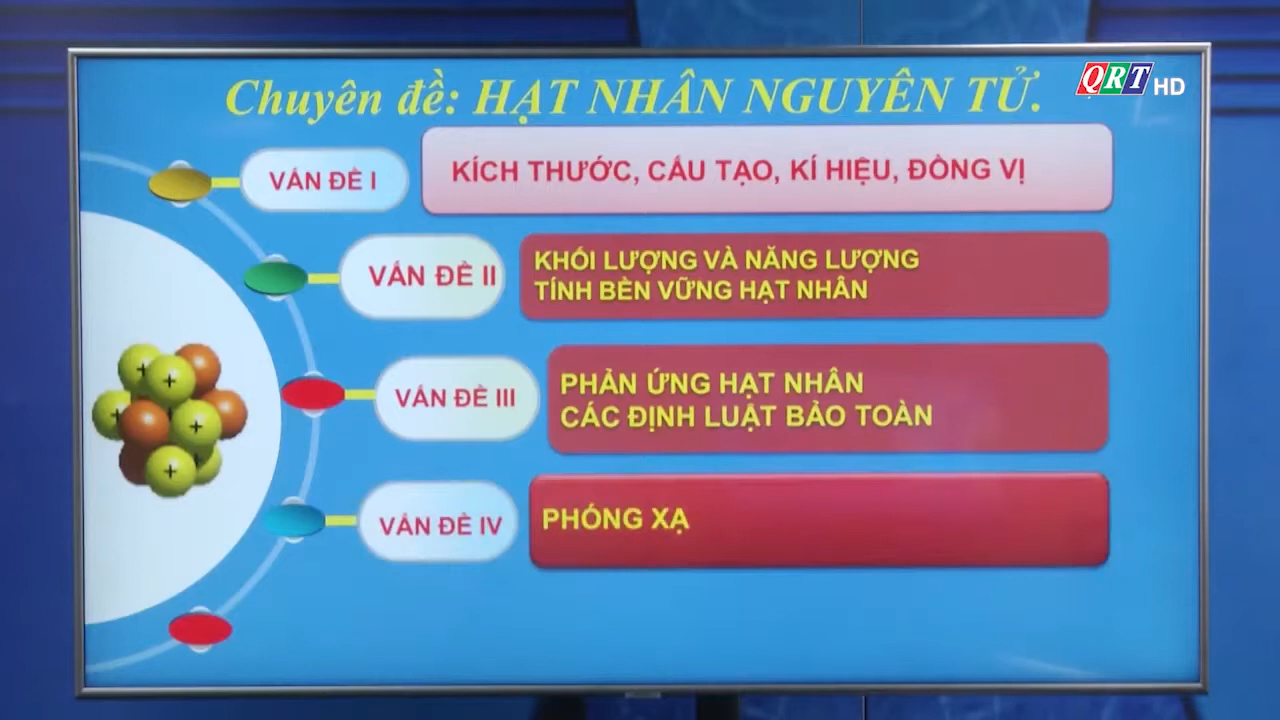 Chuyên đề: HẠT NHÂN NGUYÊN TỬ.
QRT HD
VẤN ĐỀ I
KÍCH THƯỚC, CẤU TẠO, KÍ HIỆU, ĐỒNG VỊ
VẤN ĐỀ II
KHỐI LƯỢNG VÀ NĂNG LƯỢNG
TÍNH BỀN VỮNG HẠT NHÂN
VẤN ĐỀ III
PHẢN ỨNG HẠT NHÂN
CÁC ĐỊNH LUẬT BẢO TOÀN
VẤN ĐỀ IV
PHÓNG XẠ